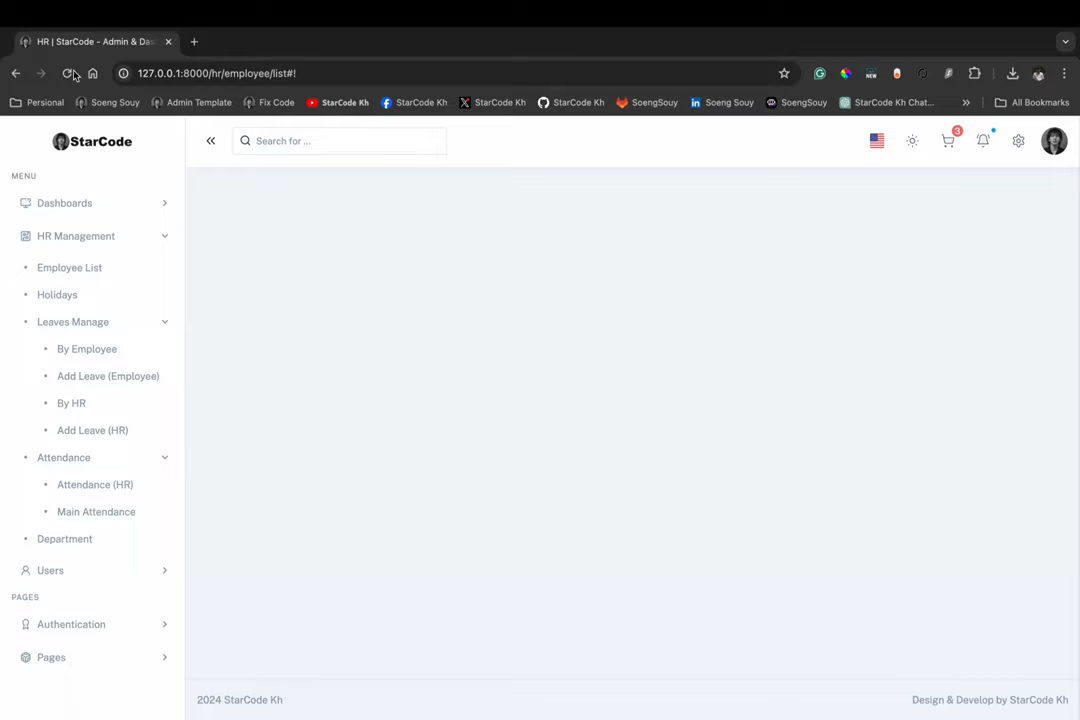 HR | StarCode - Admin & Das
127.0.0.1:8000/hr/employee/list#!
Personal Soeng Souy Admin Template Fix Code StarCode Kh StarCode Kh StarCode Kh StarCode Kh SoengSouy Soeng Souy SoengSouy StarCode Kh Chat... » All Bookmarks
StarCode
Search for ...
3
MENU
Dashboards
HR Management
Employee List
Holidays
Leaves Manage
By Employee
Add Leave (Employee)
By HR
Add Leave (HR)
Attendance
Attendance (HR)
Main Attendance
Department
Users
PAGES
Authentication
Pages
2024 StarCode Kh
Design & Develop by StarCode Kh